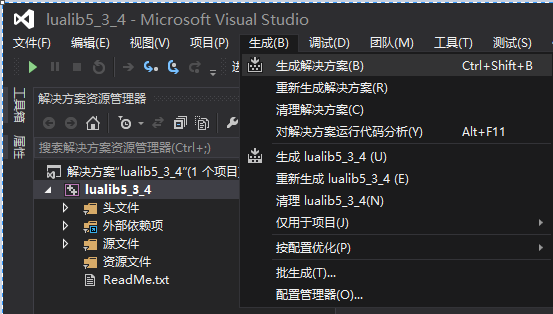 lualib5_3_4 - Microsoft Visual Studio
文件(F) 编辑(E) 视图(V) 项目(P) 生成(B) 调试(D) 团队(M) 工具(T) 测试(S)
工具箱
属性
解决方案资源管理器
搜索解决方案资源管理器(Ctrl+;)
解决方案"lualib5_3_4"(1 个项目)
lualib5_3_4
头文件
外部依赖项
源文件
资源文件
ReadMe.txt
生成解决方案(B) Ctrl+Shift+B
重新生成解决方案(R)
清理解决方案(C)
对解决方案运行代码分析(Y) Alt+F11
生成 lualib5_3_4 (U)
重新生成 lualib5_3_4 (E)
清理 lualib5_3_4(N)
仅用于项目(J)
按配置优化(P)
批生成(T)...
配置管理器(O)...